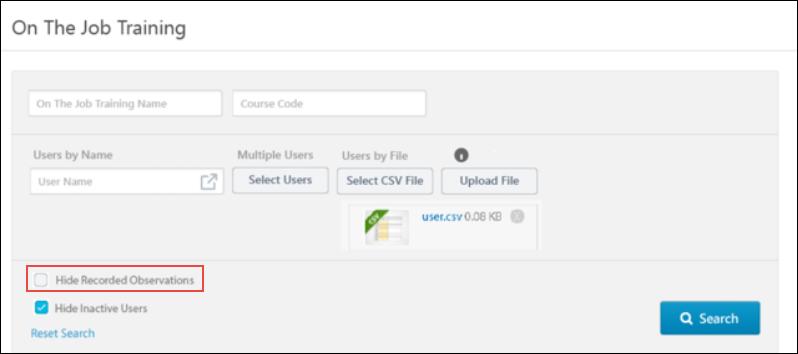 On The Job Training
On The Job Training Name
Course Code
Users by Name
Multiple Users
Users by File
i
User Name
Select Users
Select CSV File
Upload File
CSV
user.csv 0.08 KB
x
Hide Recorded Observations
Hide Inactive Users
Reset Search
Search